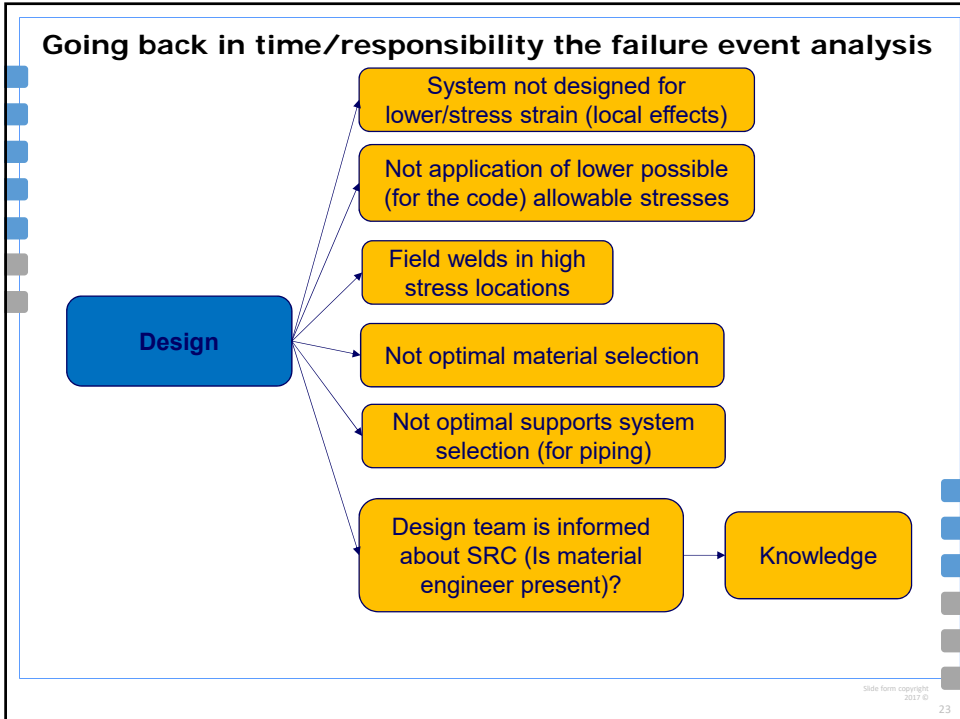 Going back in time/responsibility the failure event analysis
System not designed for
lower/stress strain (local effects)
Not application of lower possible
(for the code) allowable stresses
Field welds in high
stress locations
Design
Not optimal material selection
Not optimal supports system
selection (for piping)
Design team is informed
about SRC (Is material
engineer present)?
Knowledge
Slide form copyright
2017 ©
23